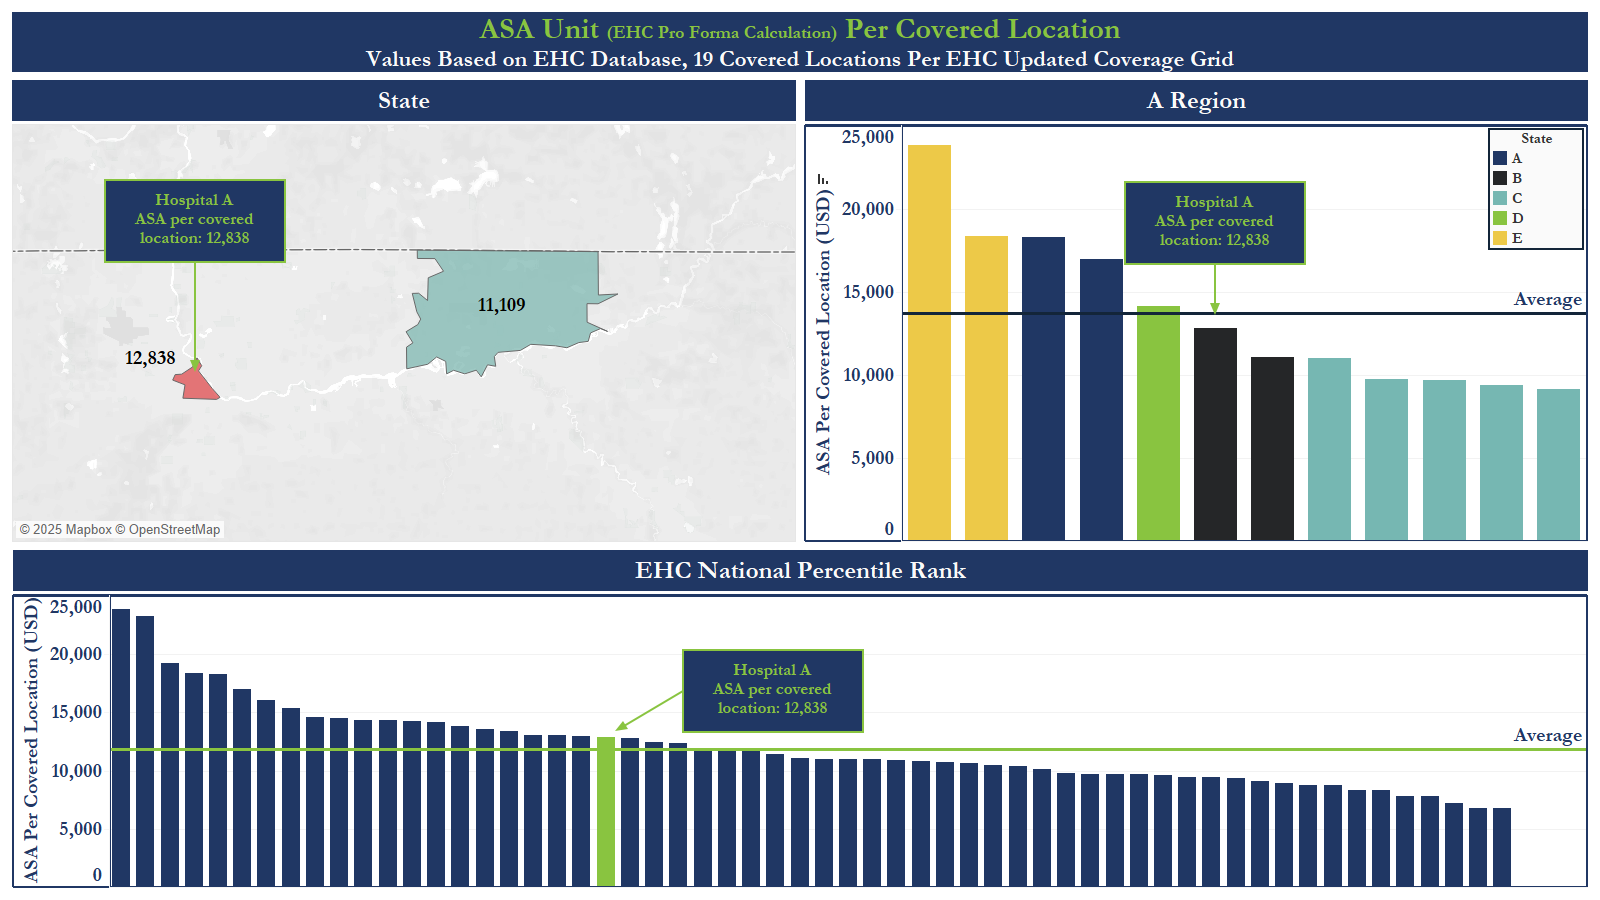 ASA Unit (EHC Pro Forma Calculation) Per Covered Location
Values Based on EHC Database, 19 Covered Locations Per EHC Updated Coverage Grid
State
Hospital A
ASA per covered
location: 12,838
11,109
12,838
© 2025 Mapbox © OpenStreetMap
A Region
ASA Per Covered Location (USD)
25,000
20,000
15,000
10,000
5,000
0
Hospital A
ASA per covered
location: 12,838
Average
State
A
B
C
D
E
EHC National Percentile Rank
ASA Per Covered Location (USD)
25,000
20,000
15,000
10,000
5,000
0
Hospital A
ASA per covered
location: 12,838
Average